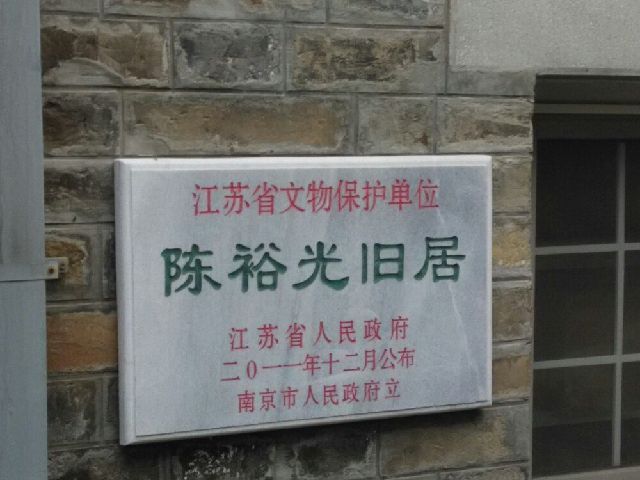 江苏省文物保护单位
陈裕光旧居
江苏省人民政府
二0一一年十二月公布
南京市人民政府立